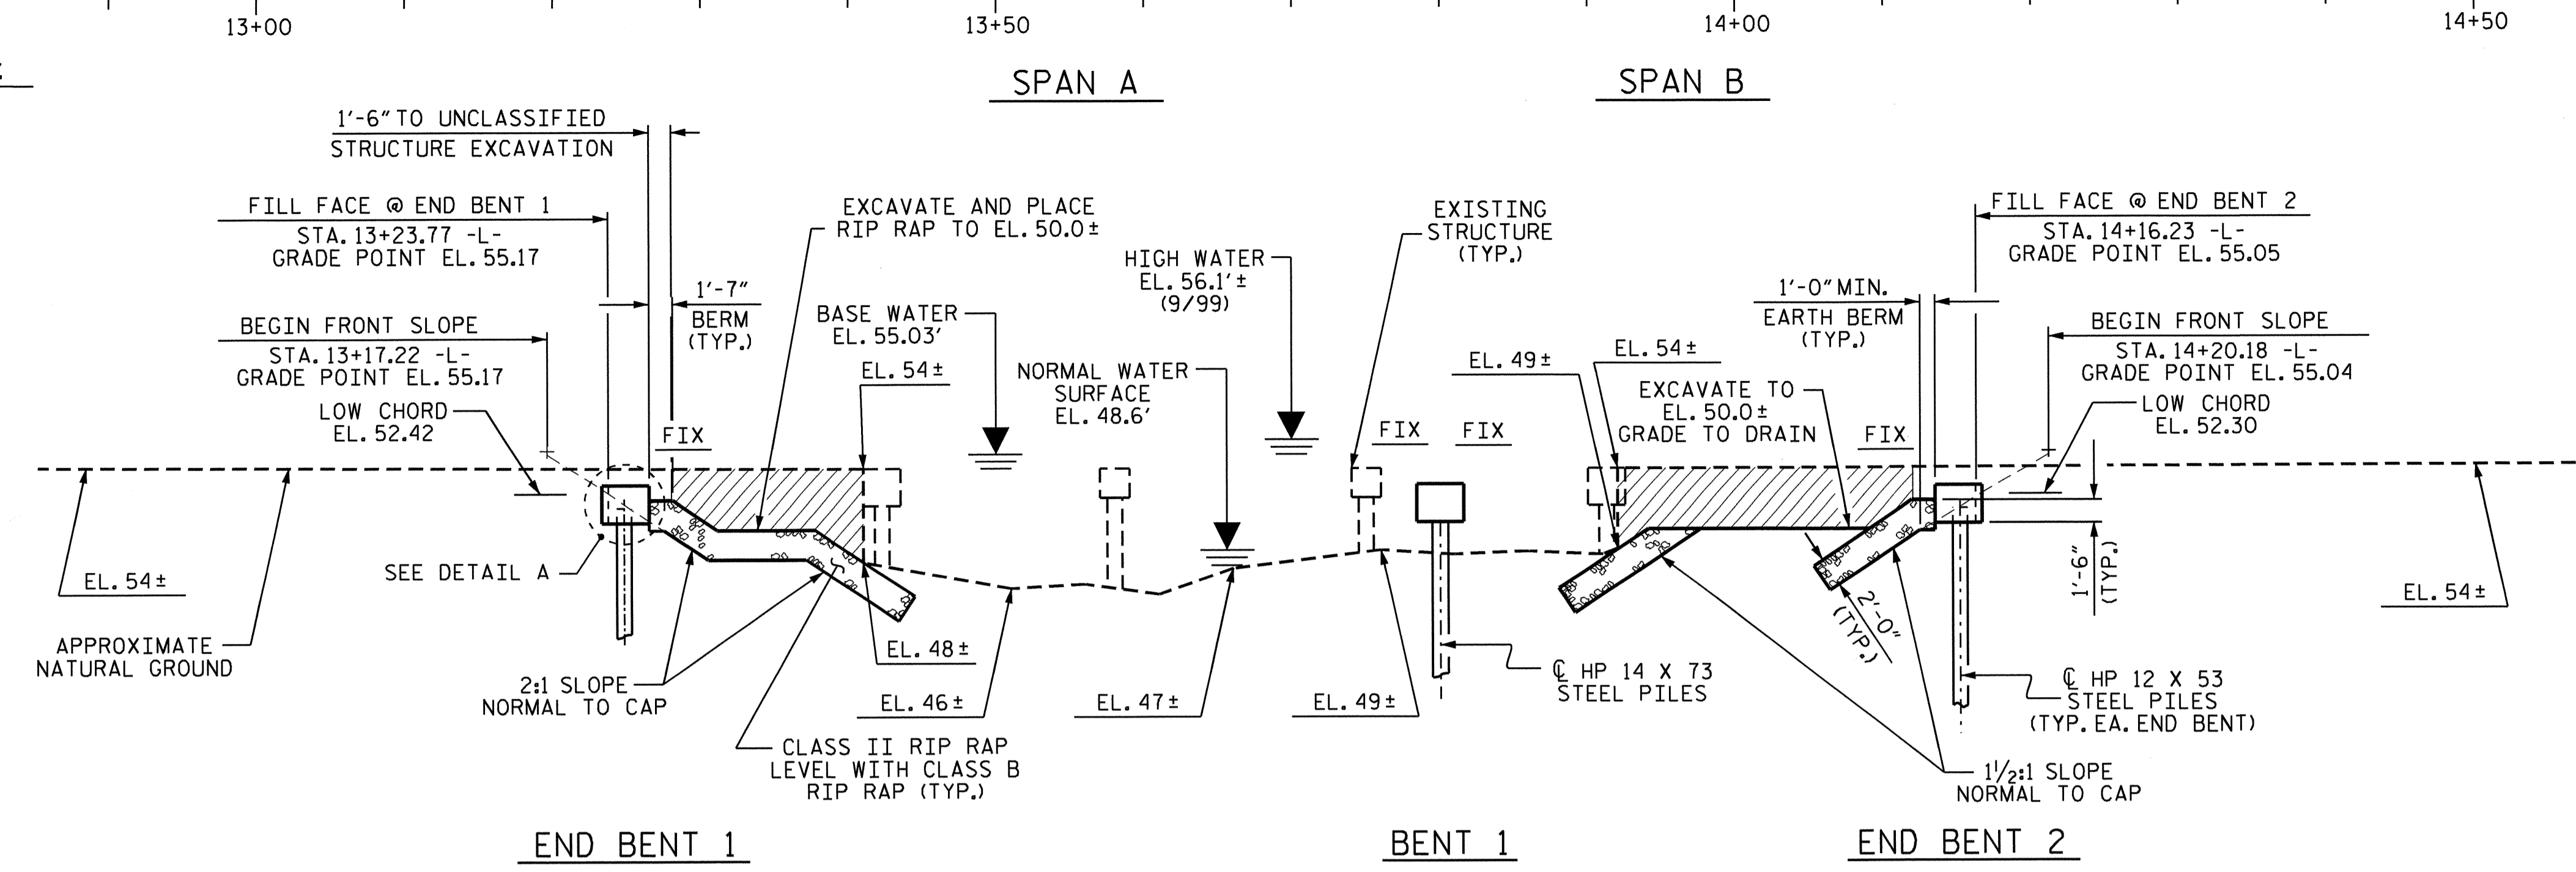 13+00
13+50
14+00
14+50
SPAN A
SPAN B
1'-6" TO UNCLASSIFIED
STRUCTURE EXCAVATION
FILL FACE @ END BENT 1
STA. 13+23.77 -L-
GRADE POINT EL. 55.17
BEGIN FRONT SLOPE
STA. 13+17.22 -L-
GRADE POINT EL. 55.17
LOW CHORD
EL. 52.42
1'-7"
BERM
(TYP.)
FIX
EXCAVATE AND PLACE
RIP RAP TO EL. 50.0±
BASE WATER
EL. 55.03'
EL. 54±
HIGH WATER
EL. 56.1'±
(9/99)
NORMAL WATER
SURFACE
EL. 48.6'
EXISTING
STRUCTURE
(TYP.)
FIX
FIX
EL. 49±
EL. 54±
1'-0" MIN.
EARTH BERM
(TYP.)
EXCAVATE TO
EL. 50.0±
GRADE TO DRAIN
FIX
FILL FACE @ END BENT 2
STA. 14+16.23 -L-
GRADE POINT EL. 55.05
BEGIN FRONT SLOPE
STA. 14+20.18 -L-
GRADE POINT EL. 55.04
LOW CHORD
EL. 52.30
EL. 54±
APPROXIMATE
NATURAL GROUND
SEE DETAIL A
2:1 SLOPE
NORMAL TO CAP
CLASS II RIP RAP
LEVEL WITH CLASS B
RIP RAP (TYP.)
EL. 48±
EL. 46±
EL. 47±
EL. 49±
℄ HP 14 X 73
STEEL PILES
2'-0"
(TYP.)
1'-6"
(TYP.)
℄ HP 12 X 53
STEEL PILES
(TYP. EA. END BENT)
1½:1 SLOPE
NORMAL TO CAP
EL. 54±
END BENT 1
BENT 1
END BENT 2